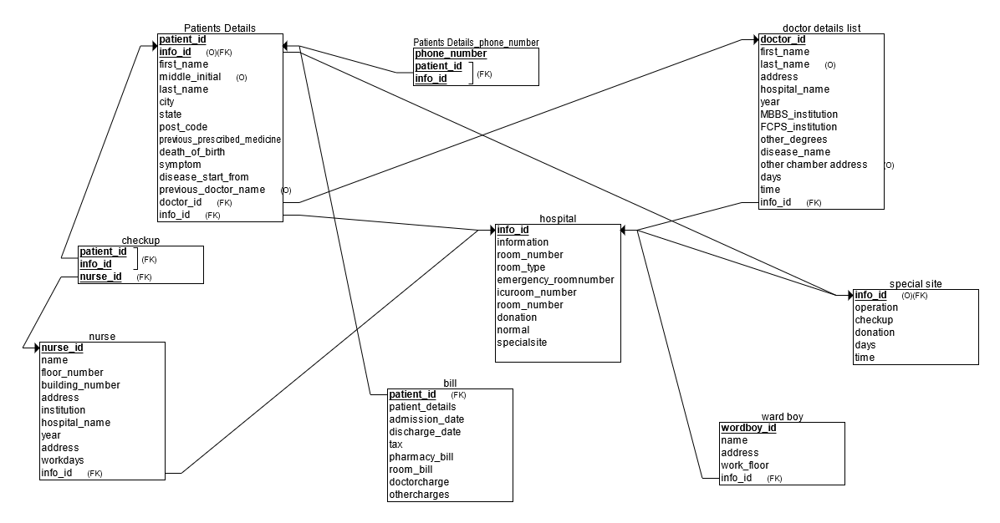 Patients Details
patient_id
info_id (O)(FK)
first_name
middle_initial (O)
last_name
city
state
post_code
previous_prescribed_medicine
death_of_birth
symptom
disease_start_from
previous_doctor_name (O)
doctor_id (FK)
info_id (FK)
Patients Details_phone_number
phone_number
patient_id
info_id
(FK)
doctor details list
doctor_id
first_name
last_name (O)
address
hospital_name
year
MBBS_institution
FCPS_institution
other_degrees
disease_name
other chamber address (O)
days
time
info_id (FK)
checkup
patient_id
info_id
(FK)
nurse_id (FK)
hospital
info_id
information
room_number
room_type
emergency_roomnumber
icuroom_number
room_number
donation
normal
specialsite
special site
info_id (O)(FK)
operation
checkup
donation
days
time
nurse
nurse_id
name
floor_number
building_number
address
institution
hospital_name
year
address
workdays
info_id (FK)
bill
patient_id (FK)
patient_details
admission_date
discharge_date
tax
pharmacy_bill
room_bill
doctorcharge
othercharges
ward boy
wordboy_id
name
address
work_floor
info_id (FK)